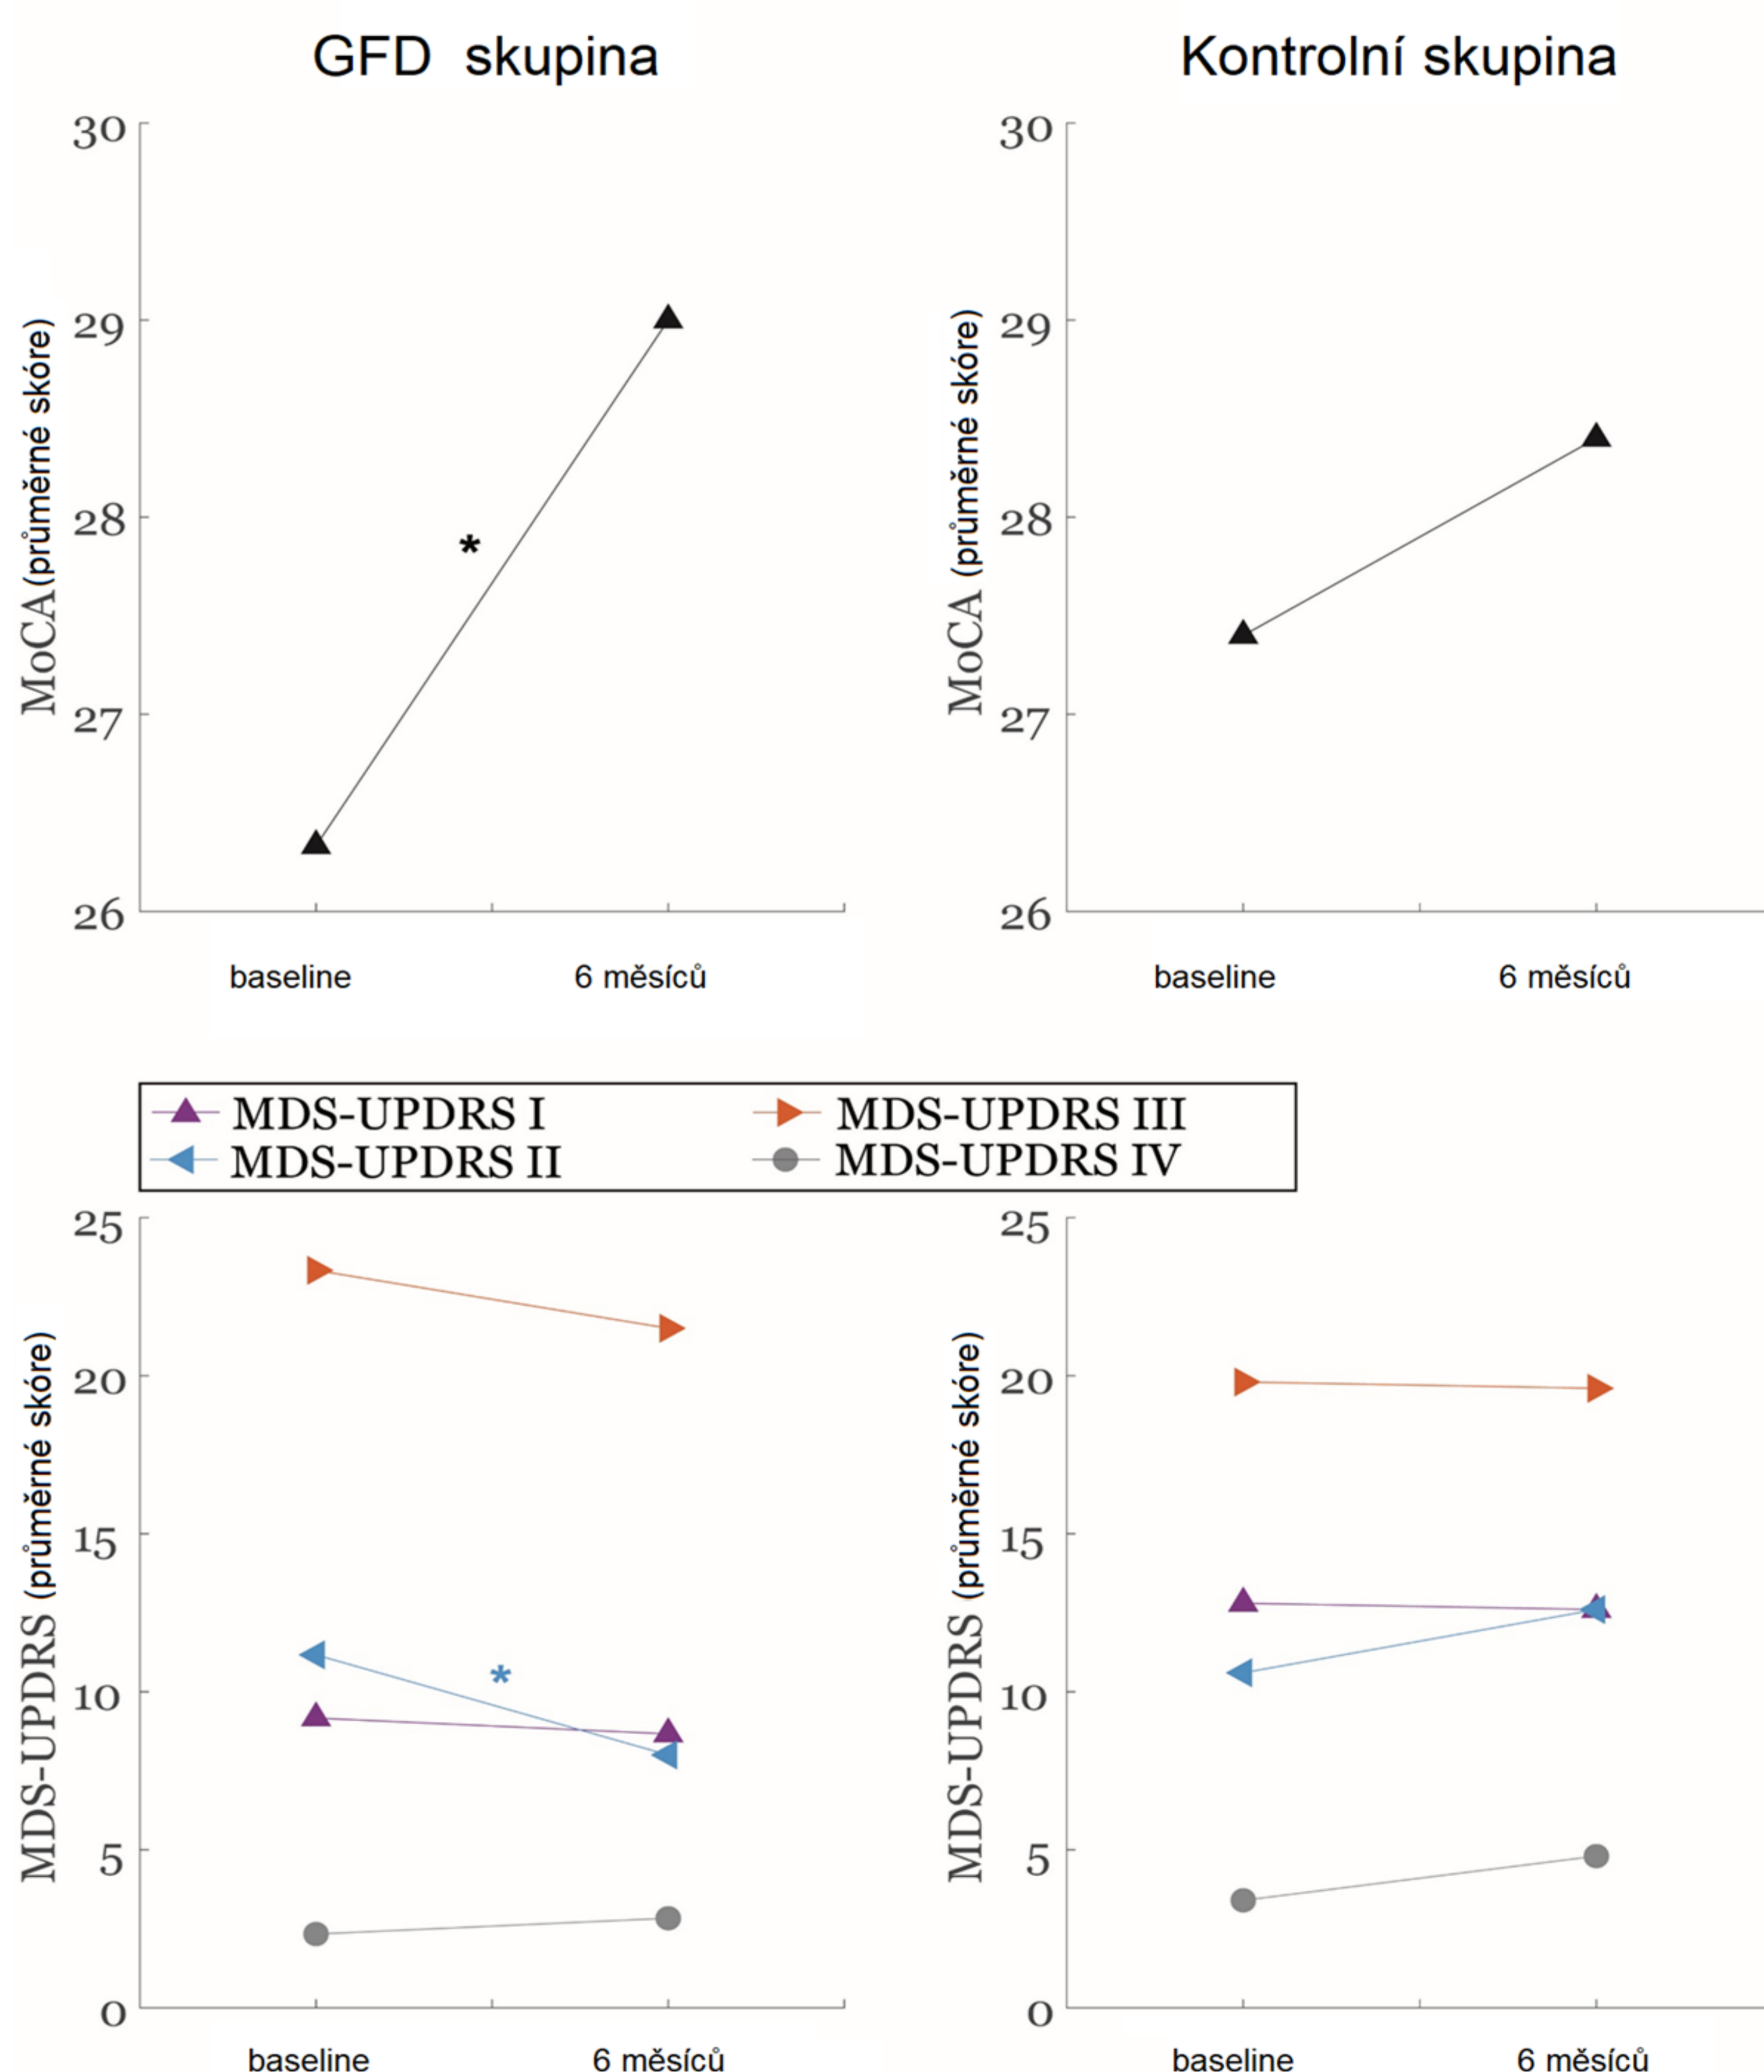 GFD skupina
Kontrolní skupina
MoCA (průměrné skóre)
30
29
28
27
26
*
baseline
6 měsíců
MoCA (průměrné skóre)
30
29
28
27
26
baseline
6 měsíců
MDS-UPDRS I
MDS-UPDRS III
MDS-UPDRS II
MDS-UPDRS IV
MDS-UPDRS (průměrné skóre)
25
20
15
10
5
0
*
baseline
6 měsíců
MDS-UPDRS (průměrné skóre)
25
20
15
10
5
0
baseline
6 měsíců